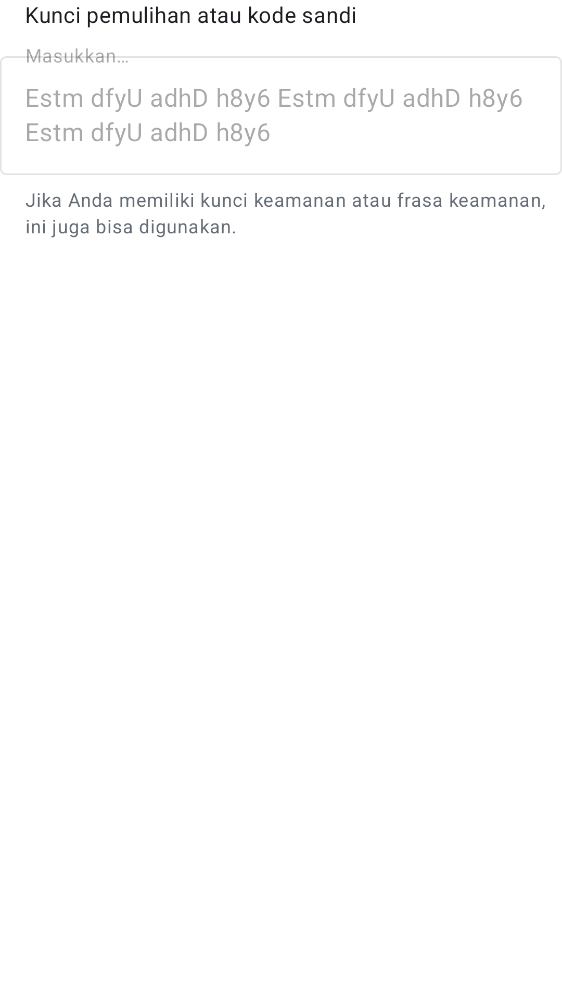 Kunci pemulihan atau kode sandi
Masukkan...
Estm dfyU adhD h8y6 Estm dfyU adhD h8y6
Estm dfyU adhD h8y6
Jika Anda memiliki kunci keamanan atau frasa keamanan,
ini juga bisa digunakan.